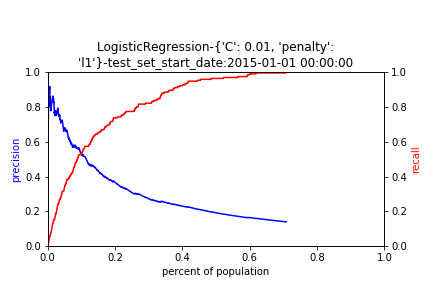 LogisticRegression-{'C': 0.01, 'penalty':
'l1'}-test_set_start_date:2015-01-01 00:00:00
1.0 1.0
0.8 0.8
0.6 0.6
precision recall
0.4 0.4
0.2 0.2
0.0 0.0
0.0 0.2 0.4 0.6 0.8 1.0
percent of population